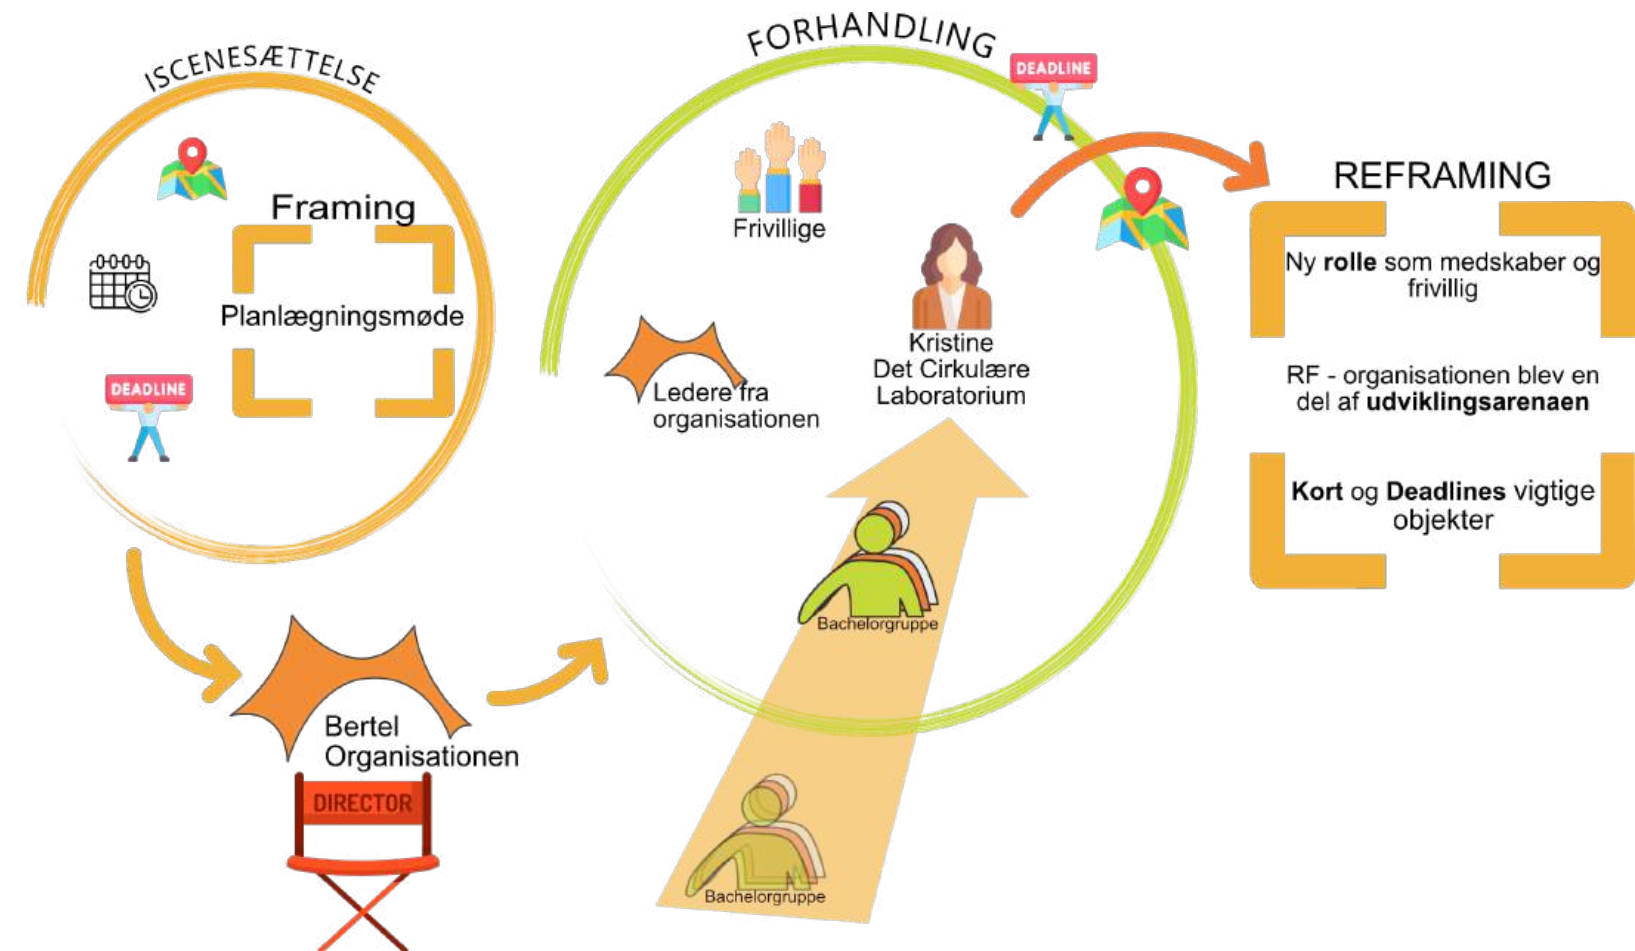 ISCENESÆTTELSE
Framing
Planlægningsmøde
DEADLINE
Bertel
Organisationen
DIRECTOR
FORHANDLING
DEADLINE
Frivillige
Kristine
Det Cirkulære
Laboratorium
Ledere fra
organisationen
Bachelorgruppe
Bachelorgruppe
REFRAMING
Ny rolle som medskaber og
frivillig
RF - organisationen blev en
del af udviklingsarenaen
Kort og Deadlines vigtige
objekter